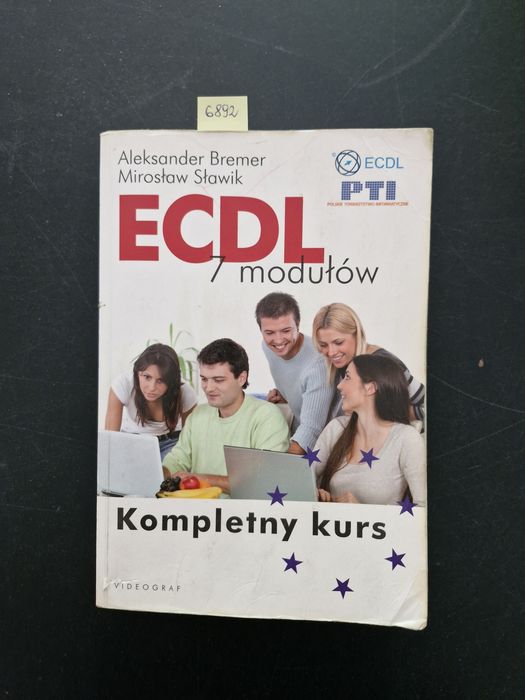 6892
Aleksander Bremer
Mirosław Sławik
ECDL
PTI
POLSKIE TOWARZYSTWO INFORMATYCZNE
ECDL
7 modułów
Kompletny kurs
VIDEOGRAF